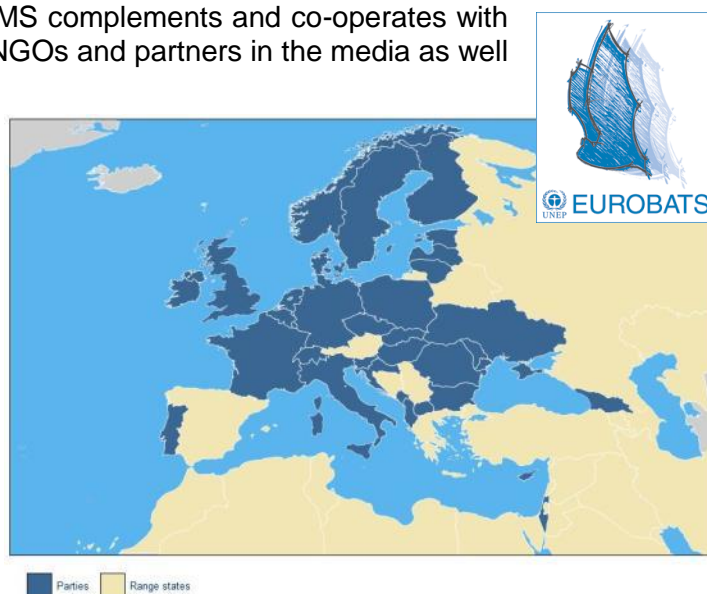 MS complements and co-operates with
NGOs and partners in the media as well
UNEP EUROBATS
Parties Range states